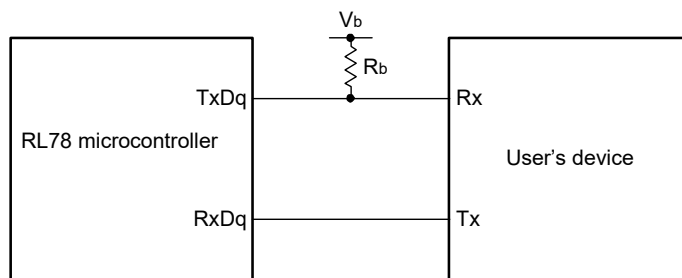 Vb
Rb
TxDq
Rx
RL78 microcontroller
User's device
RxDq
Tx